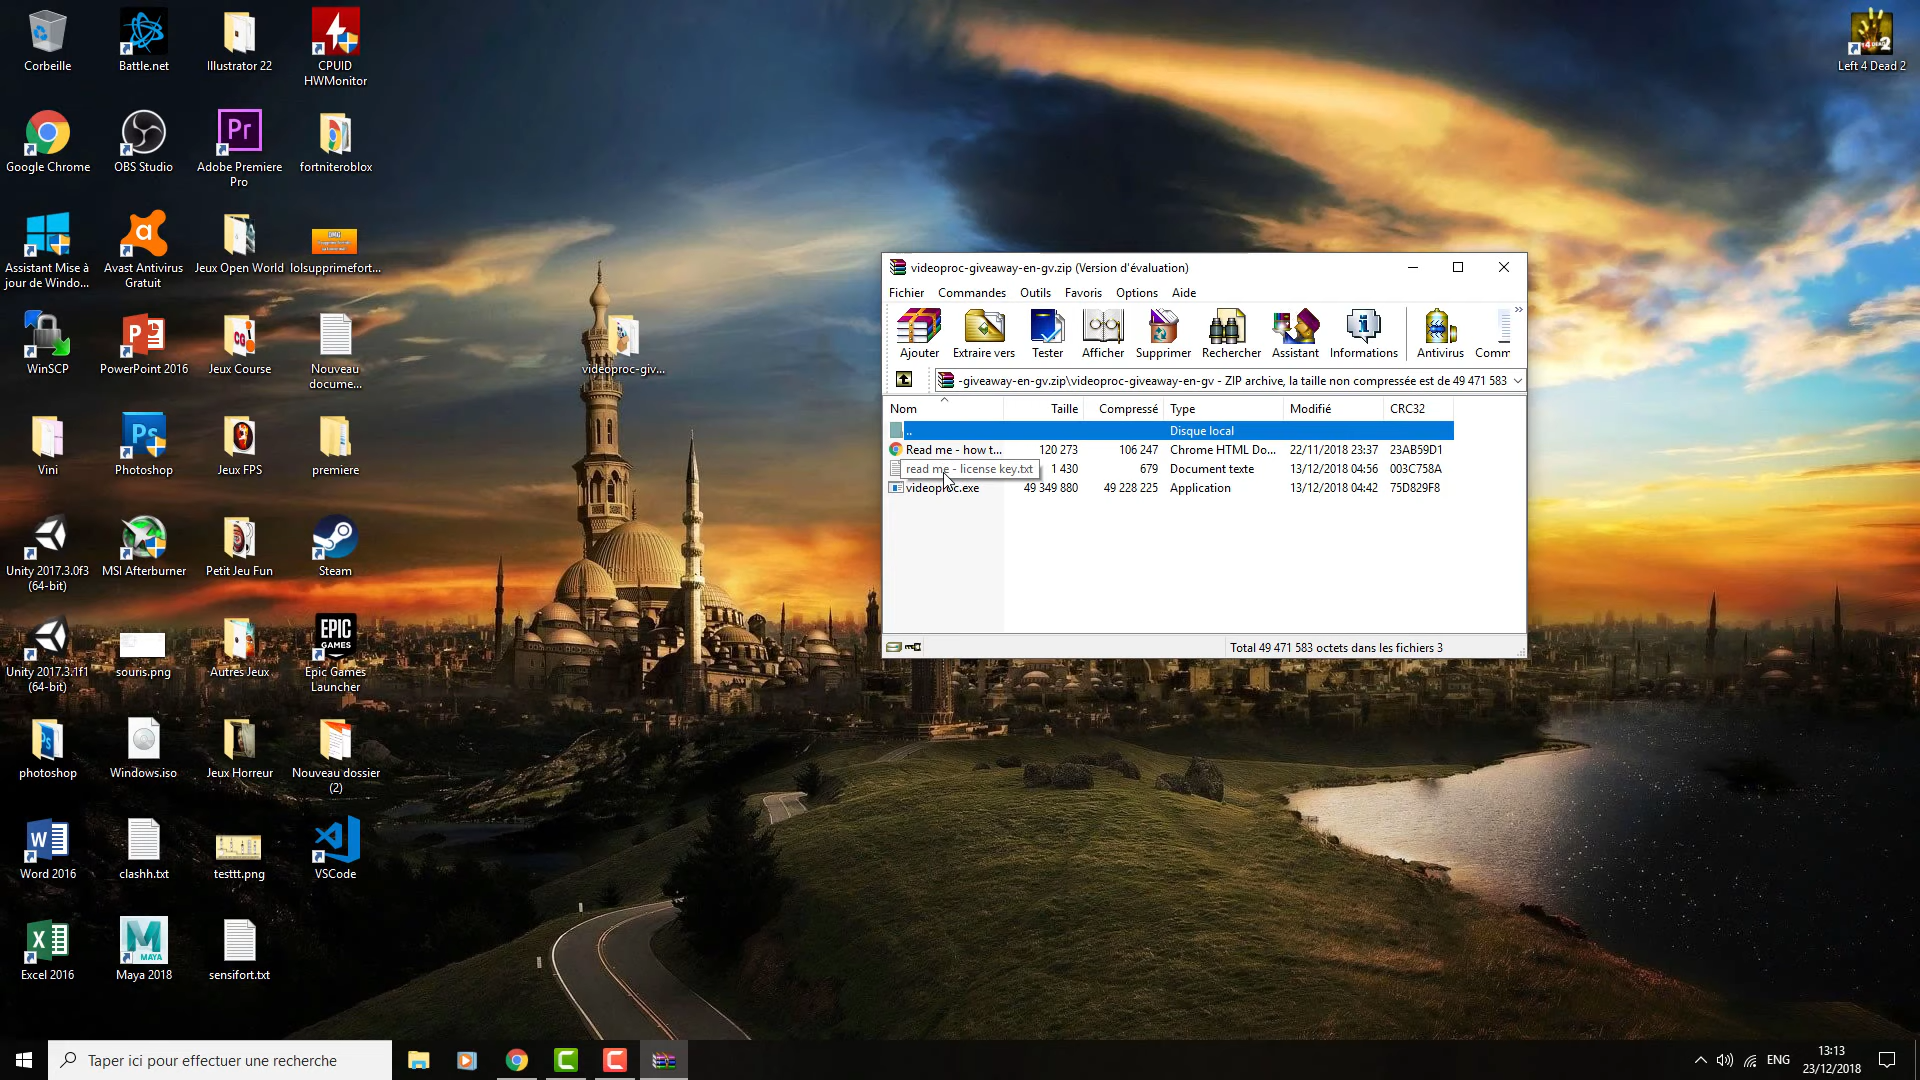 Corbeille
Battle.net
Illustrator 22
CPUID
HWMonitor
Left 4 Dead 2
Google Chrome
OBS Studio
Adobe Premiere
Pro
fortniteroblox
Assistant Mise à
jour de Windo...
Avast Antivirus
Gratuit
Jeux Open World
lolsupprimefort...
WinSCP
PowerPoint 2016
Jeux Course
Nouveau
docume...
videoproc-giv...
Vini
Photoshop
Jeux FPS
premiere
Unity 2017.3.0f3
(64-bit)
MSI Afterburner
Petit Jeu Fun
Steam
Unity 2017.3.1f1
(64-bit)
souris.png
Autres Jeux
EPIC
GAMES
Epic Games
Launcher
photoshop
Windows.iso
Jeux Horreur
Nouveau dossier
(2)
Word 2016
clashh.txt
testtt.png
VSCode
Excel 2016
MAYA
Maya 2018
sensifort.txt
videoproc-giveaway-en-gv.zip (Version d'évaluation)
Fichier Commandes Outils Favoris Options Aide
Ajouter Extraire vers Tester Afficher Supprimer Rechercher Assistant Informations Antivirus Comm
-giveaway-en-gv.zip\videoproc-giveaway-en-gv - ZIP archive, la taille non compressée est de 49 471 583
Nom Taille Compressé Type Modifié CRC32
.. Disque local
Read me - how t... 120 273 106 247 Chrome HTML Do... 22/11/2018 23:37 23AB59D1
read me - license key.txt 1 430 679 Document texte 13/12/2018 04:56 003C758A
videoproc.exe 49 349 880 49 228 225 Application 13/12/2018 04:42 75D829F8
Total 49 471 583 octets dans les fichiers 3
Taper ici pour effectuer une recherche
ENG
13:13
23/12/2018